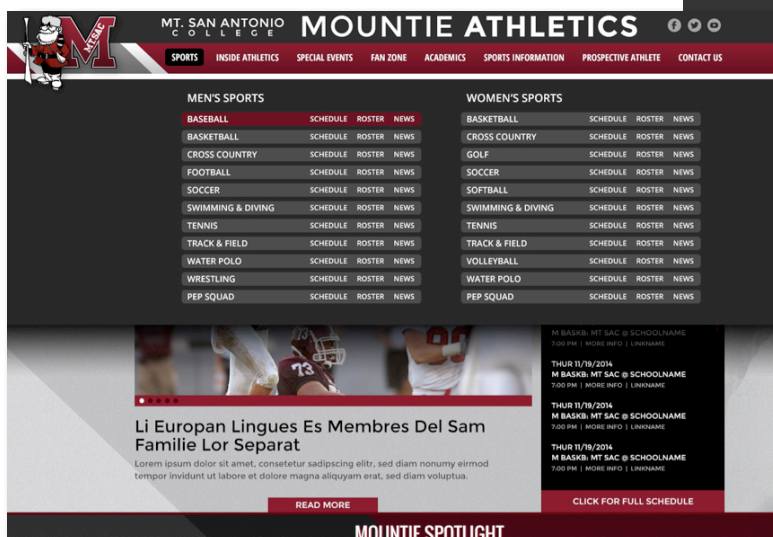 MT. SAN ANTONIO
COLLEGE
MOUNTIE ATHLETICS
MTSAC
M
SPORTS INSIDE ATHLETICS SPECIAL EVENTS FAN ZONE ACADEMICS SPORTS INFORMATION PROSPECTIVE ATHLETE CONTACT US
MEN'S SPORTS
BASEBALL SCHEDULE ROSTER NEWS
BASKETBALL SCHEDULE ROSTER NEWS
CROSS COUNTRY SCHEDULE ROSTER NEWS
FOOTBALL SCHEDULE ROSTER NEWS
SOCCER SCHEDULE ROSTER NEWS
SWIMMING & DIVING SCHEDULE ROSTER NEWS
TENNIS SCHEDULE ROSTER NEWS
TRACK & FIELD SCHEDULE ROSTER NEWS
WATER POLO SCHEDULE ROSTER NEWS
WRESTLING SCHEDULE ROSTER NEWS
PEP SQUAD SCHEDULE ROSTER NEWS
WOMEN'S SPORTS
BASKETBALL SCHEDULE ROSTER NEWS
CROSS COUNTRY SCHEDULE ROSTER NEWS
GOLF SCHEDULE ROSTER NEWS
SOCCER SCHEDULE ROSTER NEWS
SOFTBALL SCHEDULE ROSTER NEWS
SWIMMING & DIVING SCHEDULE ROSTER NEWS
TENNIS SCHEDULE ROSTER NEWS
TRACK & FIELD SCHEDULE ROSTER NEWS
VOLLEYBALL SCHEDULE ROSTER NEWS
WATER POLO SCHEDULE ROSTER NEWS
PEP SQUAD SCHEDULE ROSTER NEWS
73
Li Europan Lingues Es Membres Del Sam
Familie Lor Separat
Lorem ipsum dolor sit amet, consetetur sadipscing elitr, sed diam nonumy eirmod
tempor invidunt ut labore et dolore magna aliquyam erat, sed diam voluptua.
READ MORE
M BASKB: MT SAC @ SCHOOLNAME
7:00 PM | MORE INFO | LINKNAME
THUR 11/19/2014
M BASKB: MT SAC @ SCHOOLNAME
7:00 PM | MORE INFO | LINKNAME
THUR 11/19/2014
M BASKB: MT SAC @ SCHOOLNAME
7:00 PM | MORE INFO | LINKNAME
THUR 11/19/2014
M BASKB: MT SAC @ SCHOOLNAME
7:00 PM | MORE INFO | LINKNAME
CLICK FOR FULL SCHEDULE
MOUNTIE SPOTLIGHT